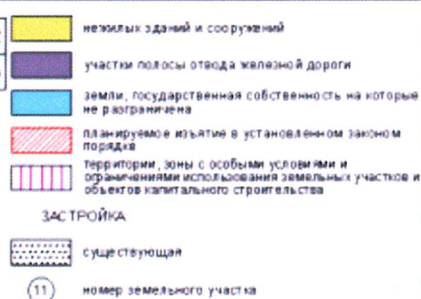 нежилых зданий и сооружений
участки полосы отвода железной дороги
земли, государственная собственность на которые
не разграничена
планируемое изъятие в установленном законом
порядке
территории, зоны с особыми условиями и
ограничениями использования земельных участков и
объектов капитального строительства
ЗАСТРОЙКА
существующая
11 номер земельного участка